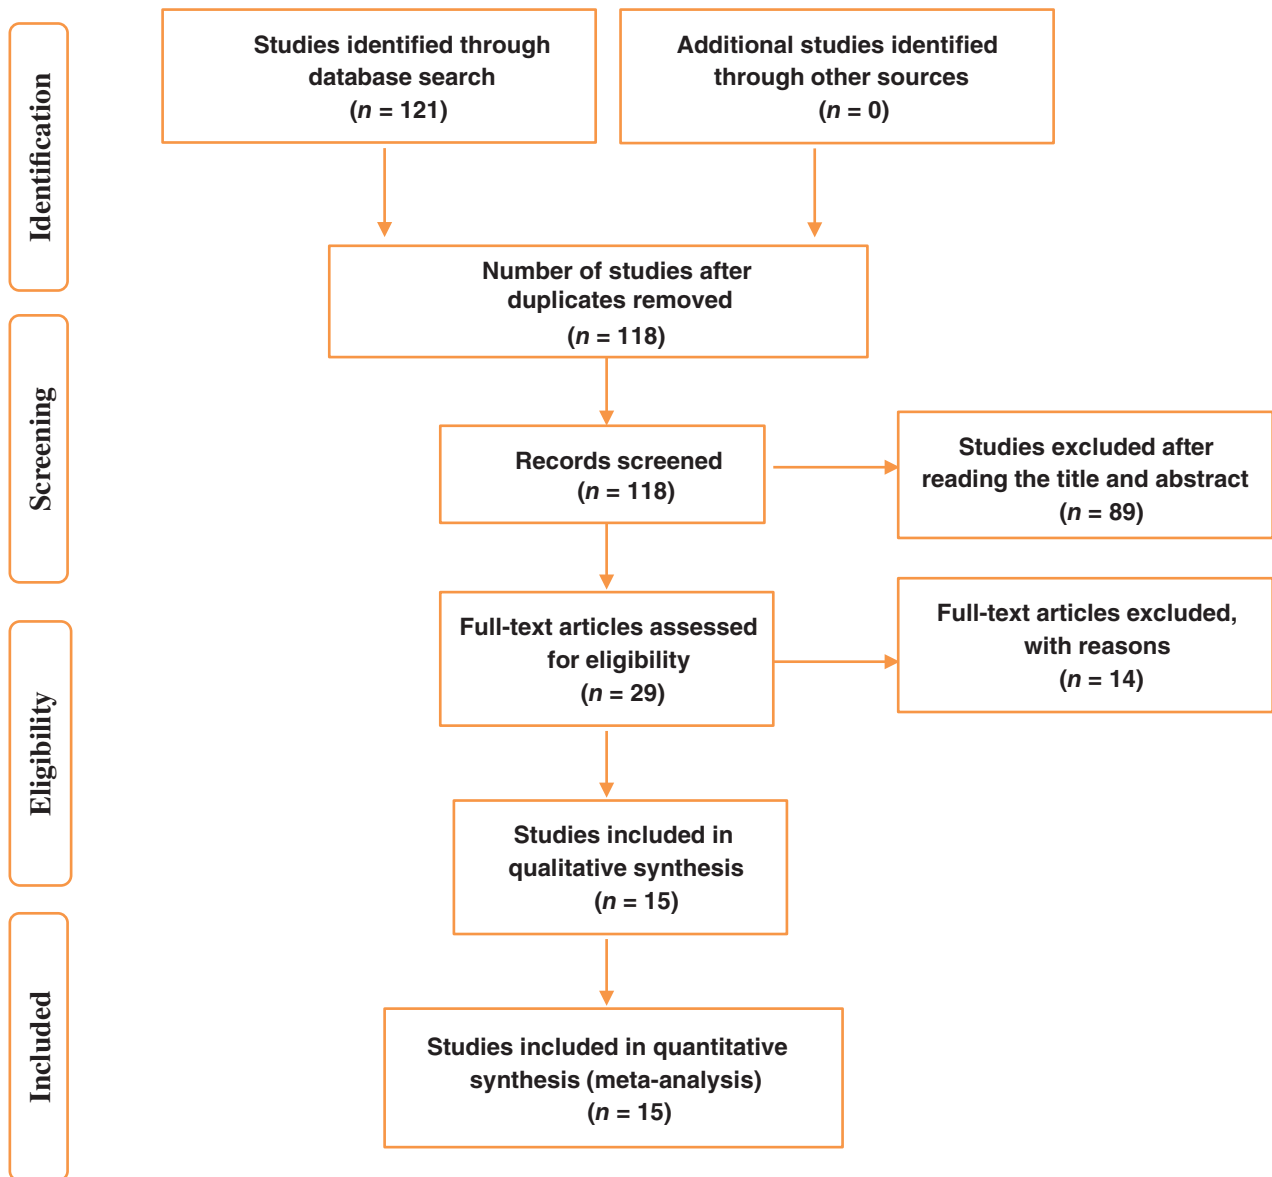 Identification
Studies identified through
database search
(n = 121)
Additional studies identified
through other sources
(n = 0)
Number of studies after
duplicates removed
(n = 118)
Screening
Records screened
(n = 118)
Studies excluded after
reading the title and abstract
(n = 89)
Eligibility
Full-text articles assessed
for eligibility
(n = 29)
Full-text articles excluded,
with reasons
(n = 14)
Studies included in
qualitative synthesis
(n = 15)
Included
Studies included in quantitative
synthesis (meta-analysis)
(n = 15)